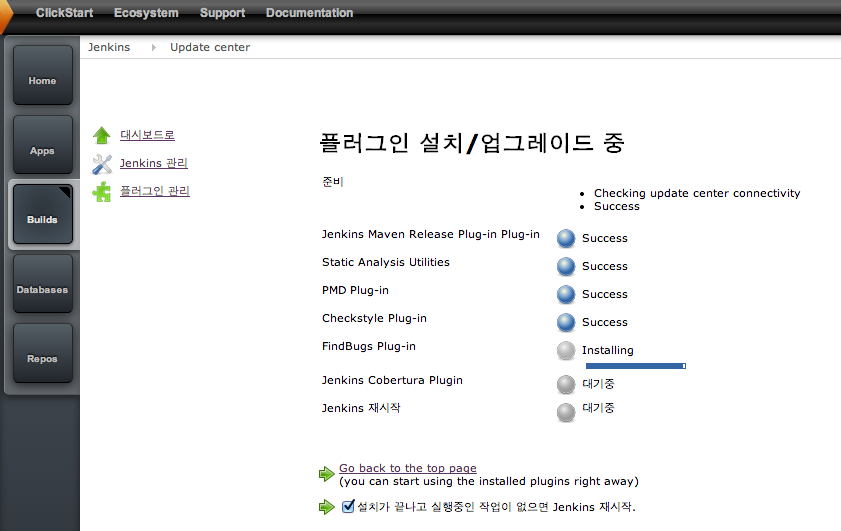 ClickStart Ecosystem Support Documentation
Jenkins Update center
Home
Apps
Builds
Databases
Repos
대시보드로
Jenkins 관리
플러그인 관리
플러그인 설치/업그레이드 중
준비
Checking update center connectivity
Success
Jenkins Maven Release Plug-in Plug-in Success
Static Analysis Utilities Success
PMD Plug-in Success
Checkstyle Plug-in Success
FindBugs Plug-in Installing
Jenkins Cobertura Plugin 대기중
Jenkins 재시작 대기중
Go back to the top page
(you can start using the installed plugins right away)
설치가 끝나고 실행중인 작업이 없으면 Jenkins 재시작.